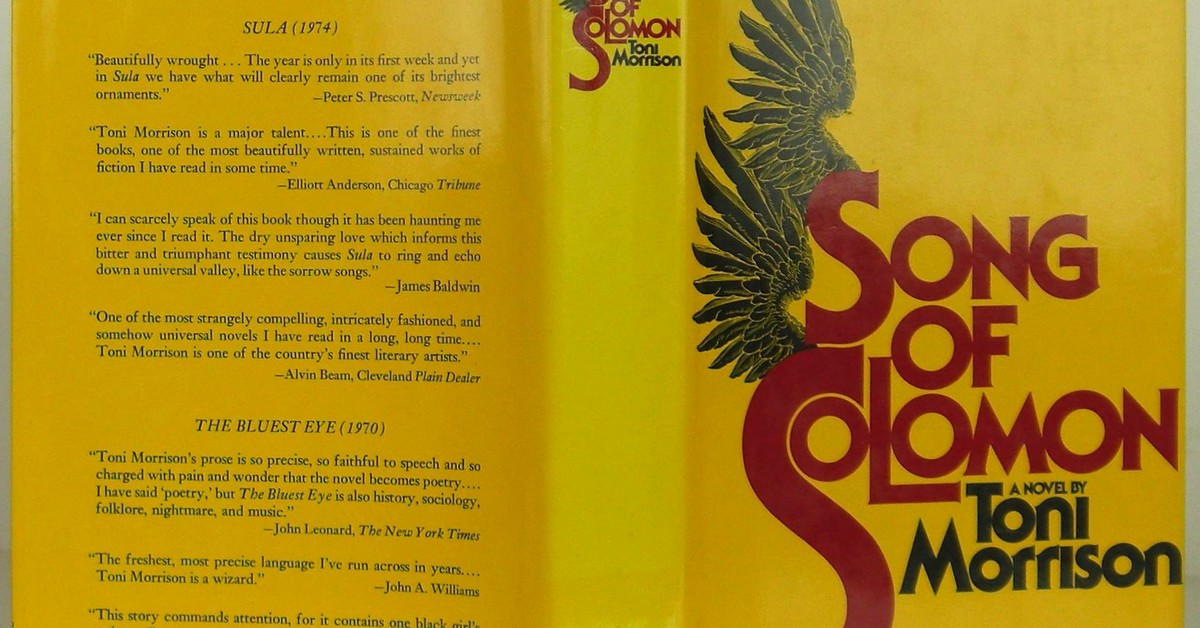 SULA (1974)
“Beautifully wrought . . . The year is only in its first week and yet
in Sula we have what will clearly remain one of its brightest
ornaments.” —Peter S. Prescott, Newsweek
“Toni Morrison is a major talent....This is one of the finest
books, one of the most beautifully written, sustained works of
fiction I have read in some time.”
—Elliott Anderson, Chicago Tribune
“I can scarcely speak of this book though it has been haunting me
ever since I read it. The dry unsparing love which informs this
bitter and triumphant testimony causes Sula to ring and echo
down a universal valley, like the sorrow songs.”
—James Baldwin
“One of the most strangely compelling, intricately fashioned, and
somehow universal novels I have read in a long, long time....
Toni Morrison is one of the country’s finest literary artists.”
—Alvin Beam, Cleveland Plain Dealer
THE BLUEST EYE (1970)
“Toni Morrison’s prose is so precise, so faithful to speech and so
charged with pain and wonder that the novel becomes poetry....
I have said ‘poetry,’ but The Bluest Eye is also history, sociology,
folklore, nightmare, and music.”
—John Leonard, The New York Times
“The freshest, most precise language I’ve run across in years....
Toni Morrison is a wizard.” —John A. Williams
“This story commands attention, for it contains one black girl’s
OF
SOLOMON
Toni
Morrison
SONG
OF
SOLOMON
A NOVEL BY
Toni
Morrison